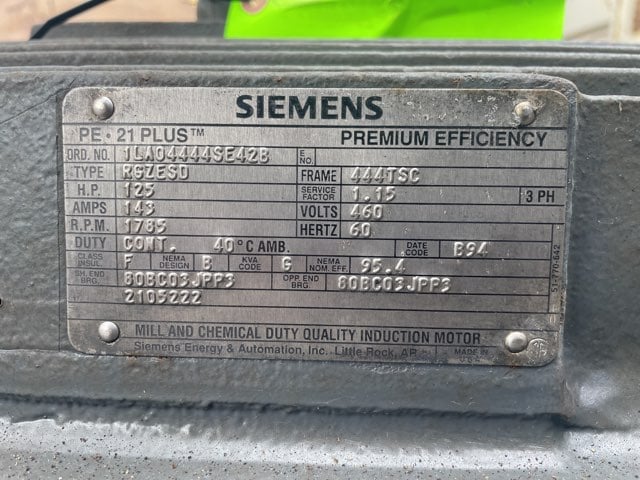 SIEMENS
PE • 21 PLUS™ PREMIUM EFFICIENCY
ORD. NO. 1LA04444SE42B E NO.
TYPE RGZESD FRAME 444TSC
H.P. 125 SERVICE FACTOR 1.15 3 PH
AMPS 143 VOLTS 460
R.P.M. 1785 HERTZ 60
DUTY CONT. 40°C AMB. DATE CODE B94
CLASS INSUL F NEMA DESIGN B KVA CODE G NEMA NOM. EFF. 95.4
SH. END BRG. 80BC03JPP3 OPP. END BRG. 80BC03JPP3
2105222
MILL AND CHEMICAL DUTY QUALITY INDUCTION MOTOR
Siemens Energy & Automation, Inc. Little Rock, AR MADE IN U.S.A.
51-770-642